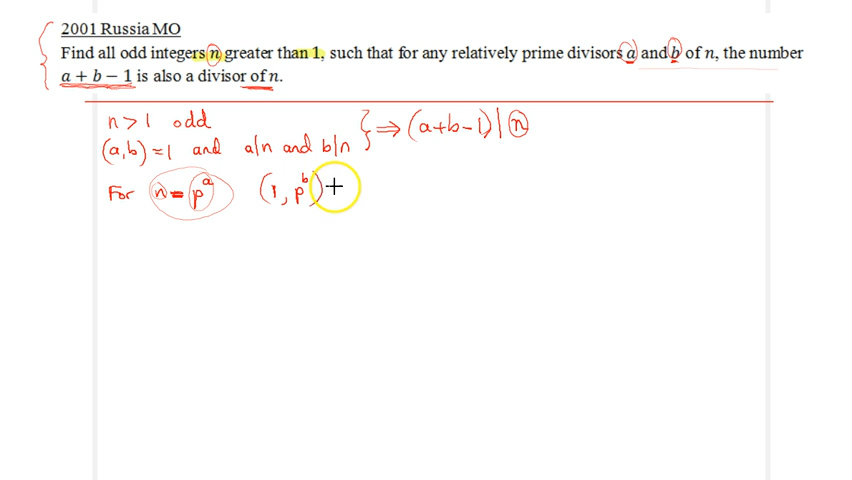 2001 Russia MO
Find all odd integers n greater than 1, such that for any relatively prime divisors a and b of n, the number
a + b − 1 is also a divisor of n.
n > 1 odd
(a,b) = 1 and a|n and b|n } ⇒ (a+b-1) | n
For n = p^a (1, p^b)